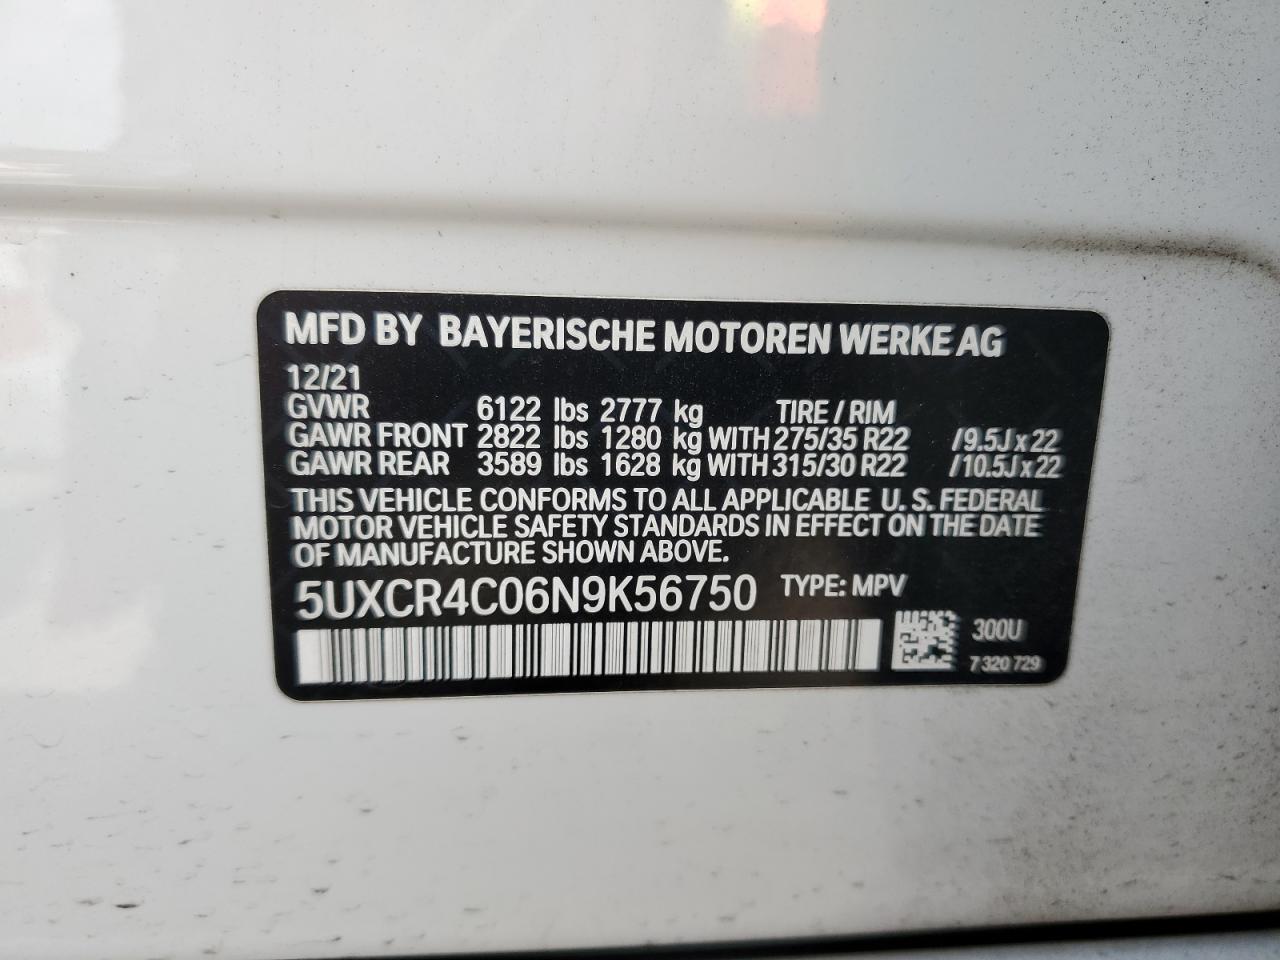 MFD BY BAYERISCHE MOTOREN WERKE AG
12/21
GVWR 6122 lbs 2777 kg TIRE / RIM
GAWR FRONT 2822 lbs 1280 kg WITH 275/35 R22 /9.5J x 22
GAWR REAR 3589 lbs 1628 kg WITH 315/30 R22 /10.5J x 22
THIS VEHICLE CONFORMS TO ALL APPLICABLE U. S. FEDERAL
MOTOR VEHICLE SAFETY STANDARDS IN EFFECT ON THE DATE
OF MANUFACTURE SHOWN ABOVE.
5UXCR4C06N9K56750 TYPE: MPV
300U
7 320 729